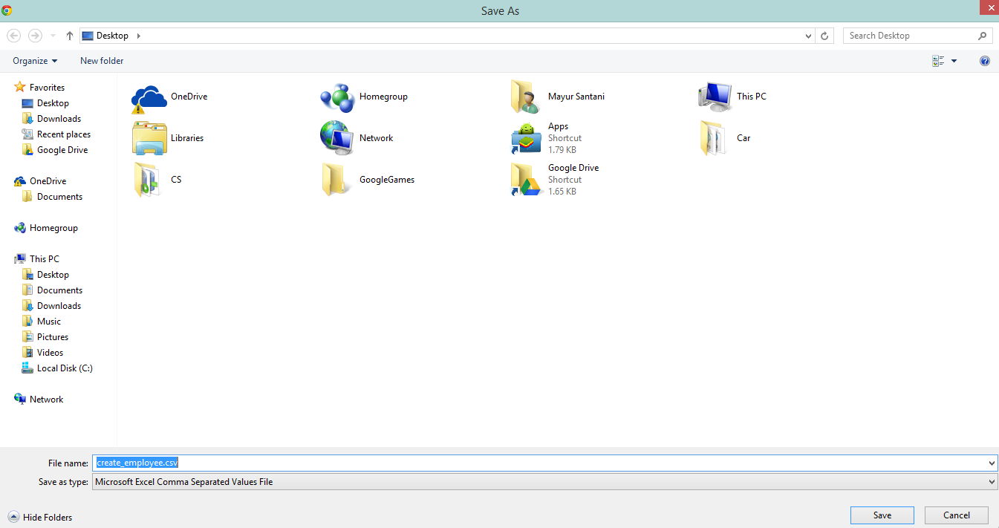 Save As
Desktop
Search Desktop
Organize
New folder
Favorites
Desktop
Downloads
Recent places
Google Drive
OneDrive
Documents
Homegroup
This PC
Desktop
Documents
Downloads
Music
Pictures
Videos
Local Disk (C:)
Network
OneDrive
Homegroup
Mayur Santani
This PC
Libraries
Network
Apps
Shortcut
1.79 KB
Car
CS
GoogleGames
Google Drive
Shortcut
1.65 KB
File name: create_employee.csv
Save as type: Microsoft Excel Comma Separated Values File
Hide Folders
Save
Cancel